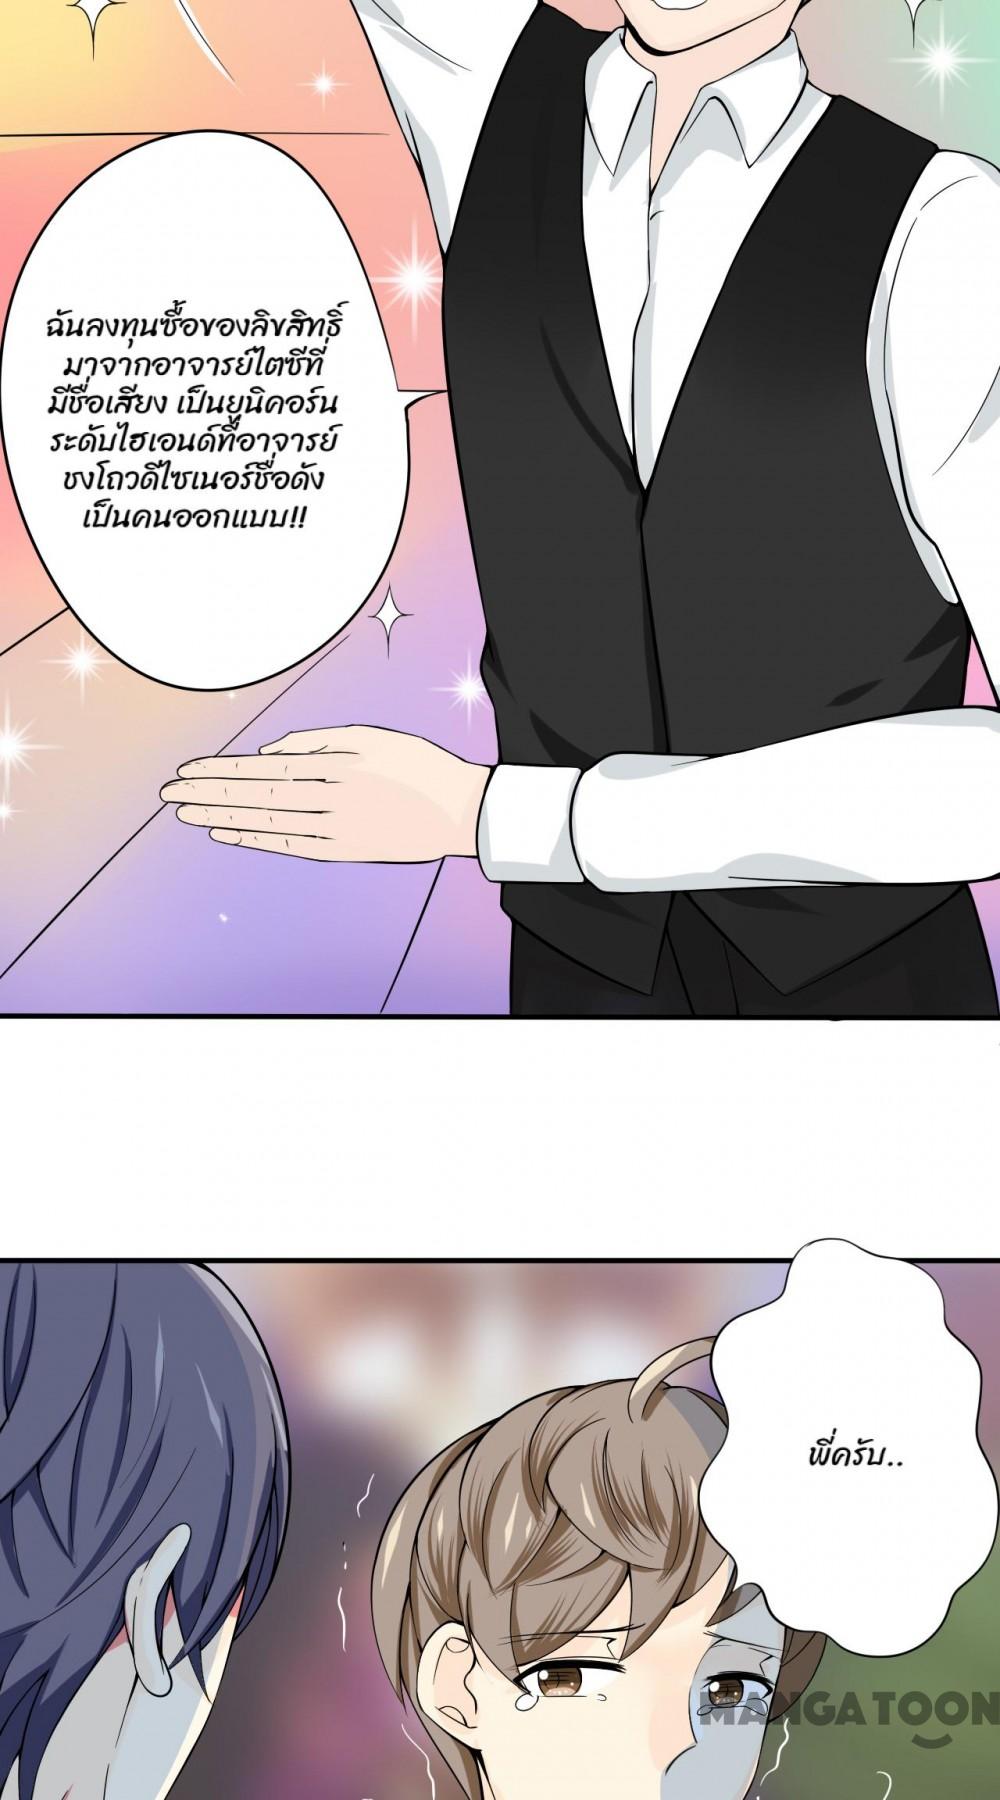 ฉันลงทุนซื้อของลิขสิทธิ์
มาจากอาจารย์ไตซีที่
มีชื่อเสียง เป็นยูนิคอร์น
ระดับไฮเอนด์ที่อาจารย์
ชงโถวดีไซเนอร์ชื่อดัง
เป็นคนออกแบบ!!
พี่ครับ..
MANGATOON